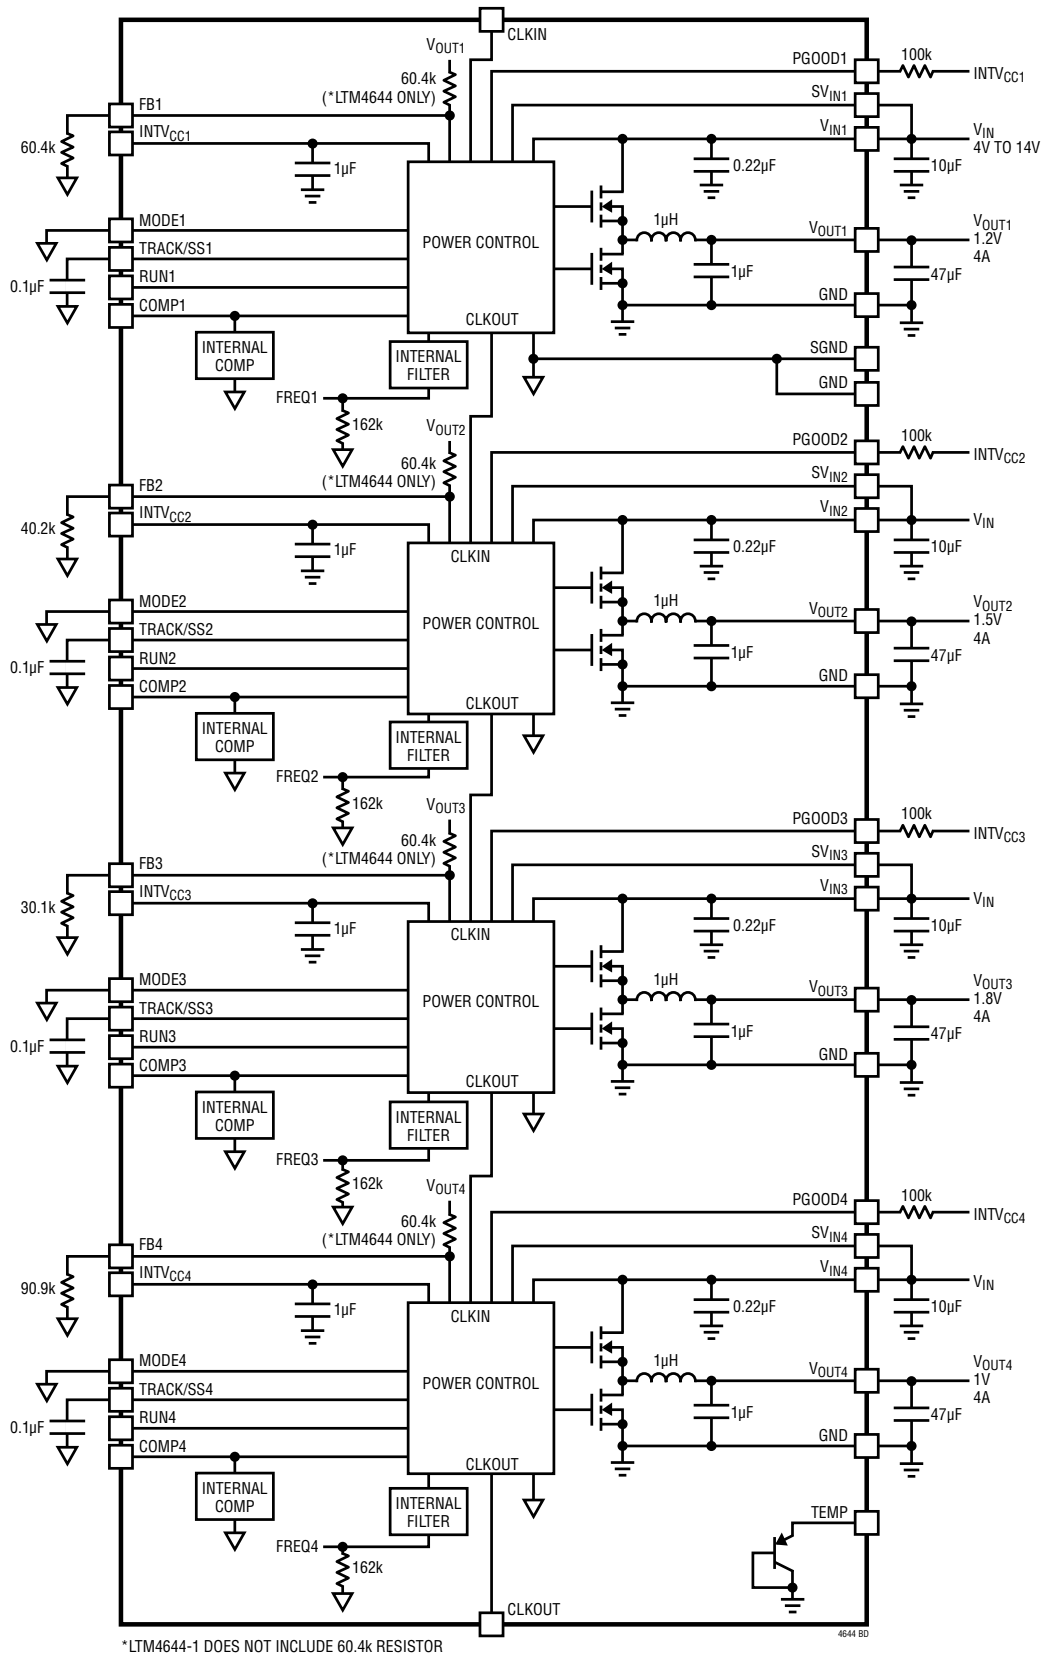 CLKIN
VOUT1
60.4k
(*LTM4644 ONLY)
PGOOD1
100k
INTVCC1
SVIN1
FB1
INTVCC1
VIN1
VIN
4V TO 14V
60.4k
1µF
0.22µF
10µF
MODE1
TRACK/SS1
0.1µF
RUN1
COMP1
POWER CONTROL
CLKOUT
1µH
VOUT1
VOUT1
1.2V
4A
1µF
47µF
GND
INTERNAL
COMP
INTERNAL
FILTER
SGND
GND
FREQ1
162k
VOUT2
60.4k
(*LTM4644 ONLY)
PGOOD2
100k
INTVCC2
SVIN2
FB2
INTVCC2
VIN2
VIN
40.2k
1µF
0.22µF
10µF
CLKIN
MODE2
TRACK/SS2
0.1µF
RUN2
COMP2
POWER CONTROL
CLKOUT
1µH
VOUT2
VOUT2
1.5V
4A
1µF
47µF
GND
INTERNAL
COMP
INTERNAL
FILTER
FREQ2
162k
VOUT3
60.4k
(*LTM4644 ONLY)
PGOOD3
100k
INTVCC3
SVIN3
FB3
INTVCC3
VIN3
VIN
30.1k
1µF
0.22µF
10µF
CLKIN
MODE3
TRACK/SS3
0.1µF
RUN3
COMP3
POWER CONTROL
CLKOUT
1µH
VOUT3
VOUT3
1.8V
4A
1µF
47µF
GND
INTERNAL
COMP
INTERNAL
FILTER
FREQ3
162k
VOUT4
60.4k
(*LTM4644 ONLY)
PGOOD4
100k
INTVCC4
SVIN4
FB4
INTVCC4
VIN4
VIN
90.9k
1µF
0.22µF
10µF
CLKIN
MODE4
TRACK/SS4
0.1µF
RUN4
COMP4
POWER CONTROL
CLKOUT
1µH
VOUT4
VOUT4
1V
4A
1µF
47µF
GND
INTERNAL
COMP
INTERNAL
FILTER
TEMP
FREQ4
162k
CLKOUT
4644 BD
*LTM4644-1 DOES NOT INCLUDE 60.4k RESISTOR